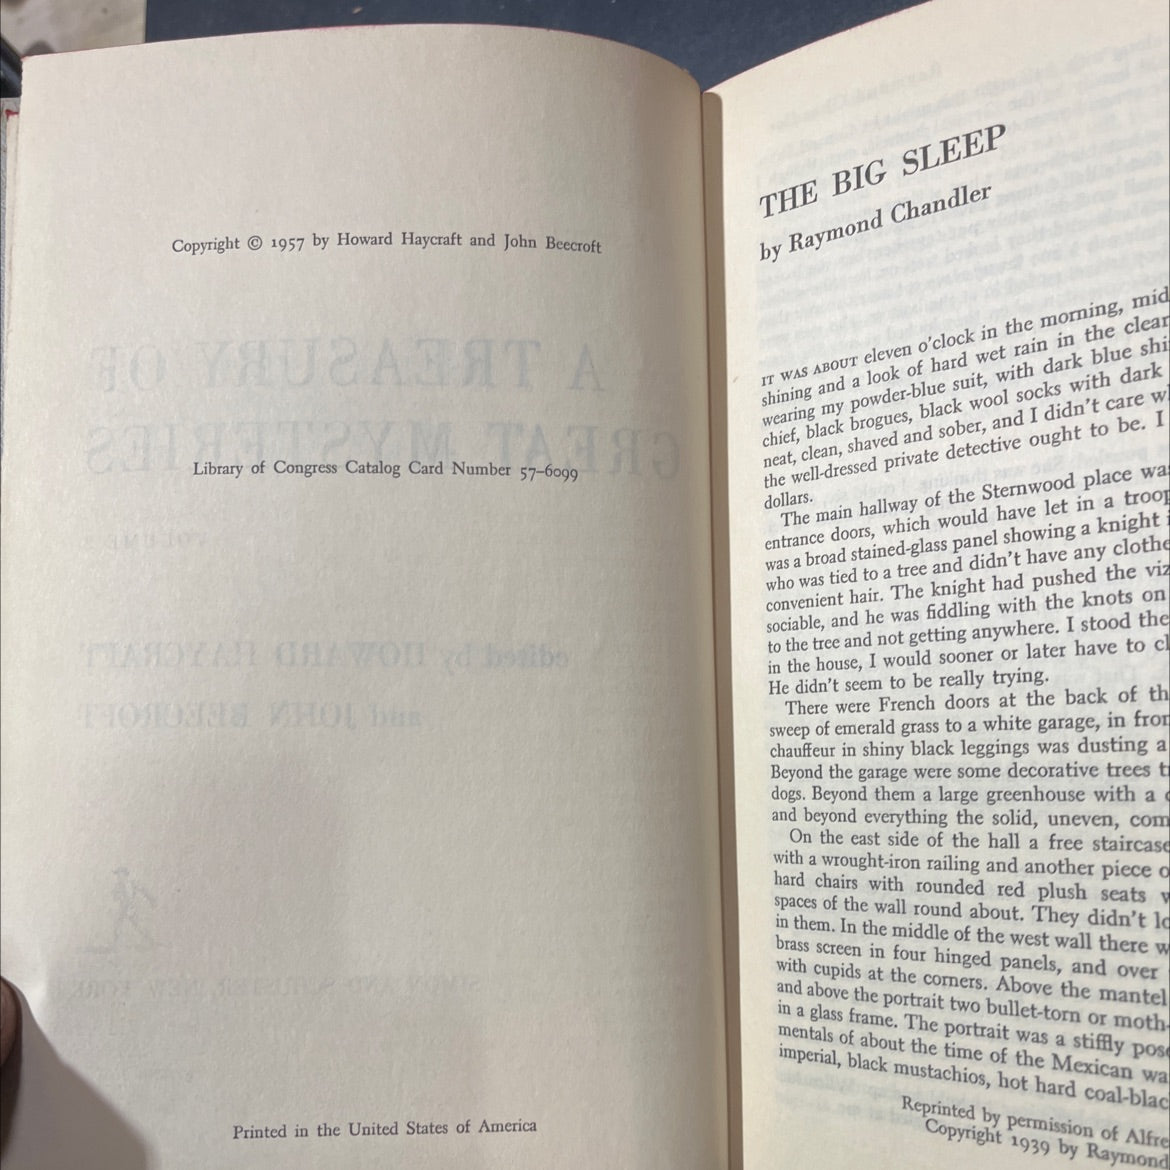 Copyright © 1957 by Howard Haycraft and John Beecroft
Library of Congress Catalog Card Number 57–6099
Printed in the United States of America
THE BIG SLEEP
by Raymond Chandler
IT WAS ABOUT eleven o'clock in the morning, mid
shining and a look of hard wet rain in the clear
wearing my powder-blue suit, with dark blue shi
chief, black brogues, black wool socks with dark
neat, clean, shaved and sober, and I didn't care w
the well-dressed private detective ought to be. I
dollars.
The main hallway of the Sternwood place was
entrance doors, which would have let in a troop
was a broad stained-glass panel showing a knight i
who was tied to a tree and didn't have any clothe
convenient hair. The knight had pushed the viz
sociable, and he was fiddling with the knots on
to the tree and not getting anywhere. I stood the
in the house, I would sooner or later have to cl
He didn't seem to be really trying.
There were French doors at the back of th
sweep of emerald grass to a white garage, in fron
chauffeur in shiny black leggings was dusting a
Beyond the garage were some decorative trees t
dogs. Beyond them a large greenhouse with a
and beyond everything the solid, uneven, com
On the east side of the hall a free staircase
with a wrought-iron railing and another piece o
hard chairs with rounded red plush seats w
spaces of the wall round about. They didn't lo
in them. In the middle of the west wall there w
brass screen in four hinged panels, and over
with cupids at the corners. Above the mantel
and above the portrait two bullet-torn or moth-
in a glass frame. The portrait was a stiffly pose
mentals of about the time of the Mexican wa
imperial, black mustachios, hot hard coal-blac
Reprinted by permission of Alfre
Copyright 1939 by Raymond